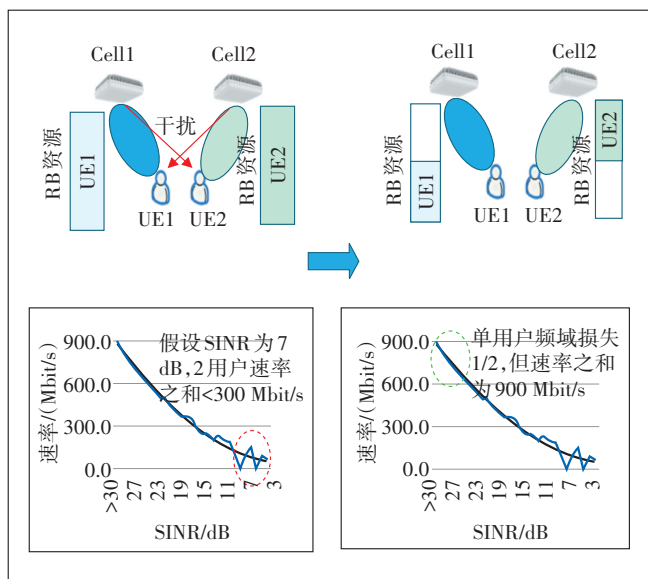 Cell1
Cell2
干扰
RB资源
UE1
RB资源
UE2
UE1
UE2
Cell1
Cell2
RB资源
UE1
RB资源
UE2
UE1
UE2
速率/(Mbit/s)
900.0
600.0
300.0
0.0
假设SINR为7
dB,2用户速率
之和<300 Mbit/s
>30
27
23
19
15
11
7
3
SINR/dB
速率/(Mbit/s)
900.0
600.0
300.0
0.0
单用户频域损失
1/2,但速率之和
为900 Mbit/s
>30
27
23
19
15
11
7
3
SINR/dB